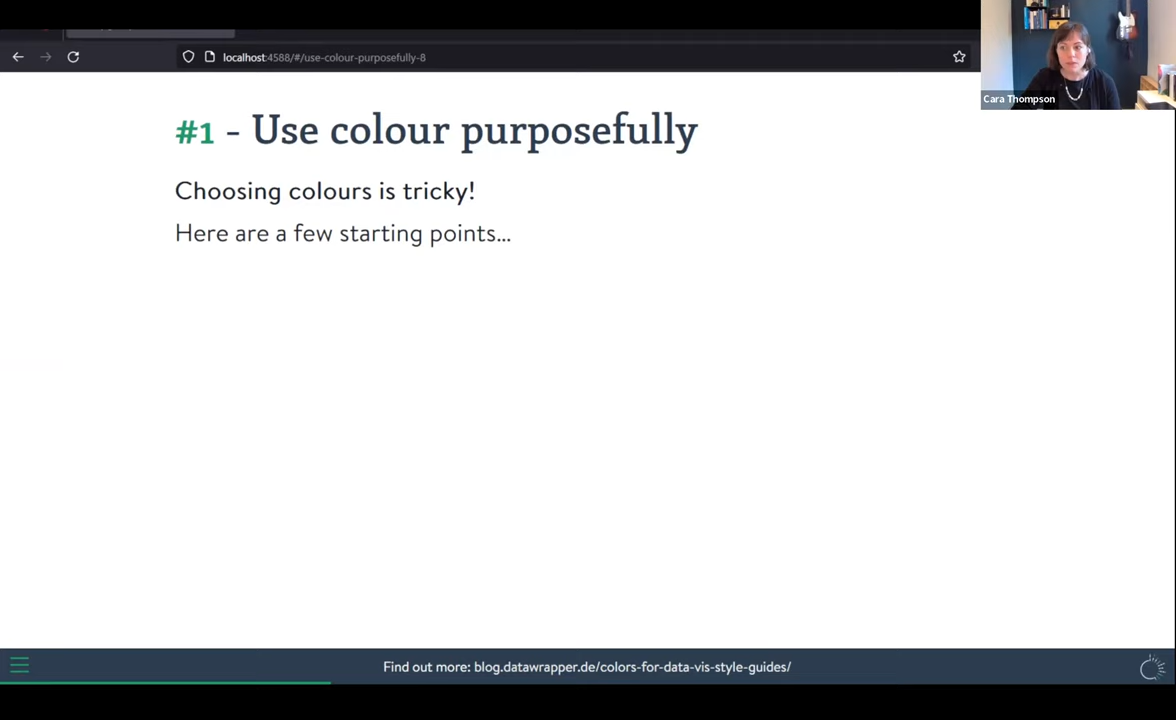 localhost:4588/#/use-colour-purposefully-8
Cara Thompson
#1 - Use colour purposefully
Choosing colours is tricky!
Here are a few starting points...
Find out more: blog.datawrapper.de/colors-for-data-vis-style-guides/